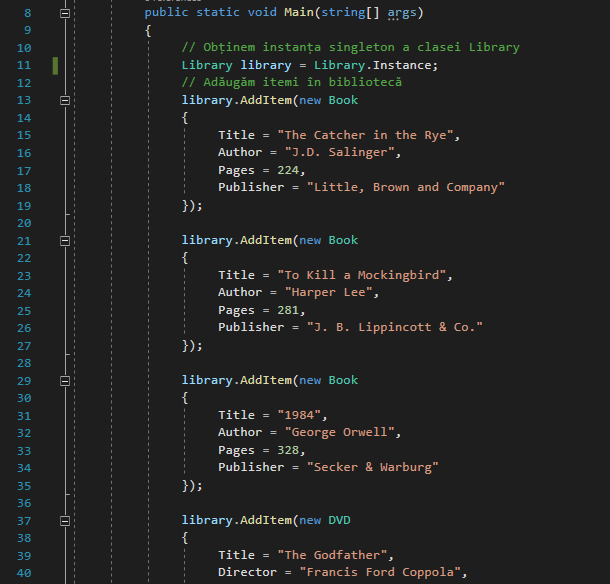 8 public static void Main(string[] args)
9 {
10 // Obținem instanța singleton a clasei Library
11 Library library = Library.Instance;
12 // Adăugăm itemi în bibliotecă
13 library.AddItem(new Book
14 {
15 Title = "The Catcher in the Rye",
16 Author = "J.D. Salinger",
17 Pages = 224,
18 Publisher = "Little, Brown and Company"
19 });
20
21 library.AddItem(new Book
22 {
23 Title = "To Kill a Mockingbird",
24 Author = "Harper Lee",
25 Pages = 281,
26 Publisher = "J. B. Lippincott & Co."
27 });
28
29 library.AddItem(new Book
30 {
31 Title = "1984",
32 Author = "George Orwell",
33 Pages = 328,
34 Publisher = "Secker & Warburg"
35 });
36
37 library.AddItem(new DVD
38 {
39 Title = "The Godfather",
40 Director = "Francis Ford Coppola",